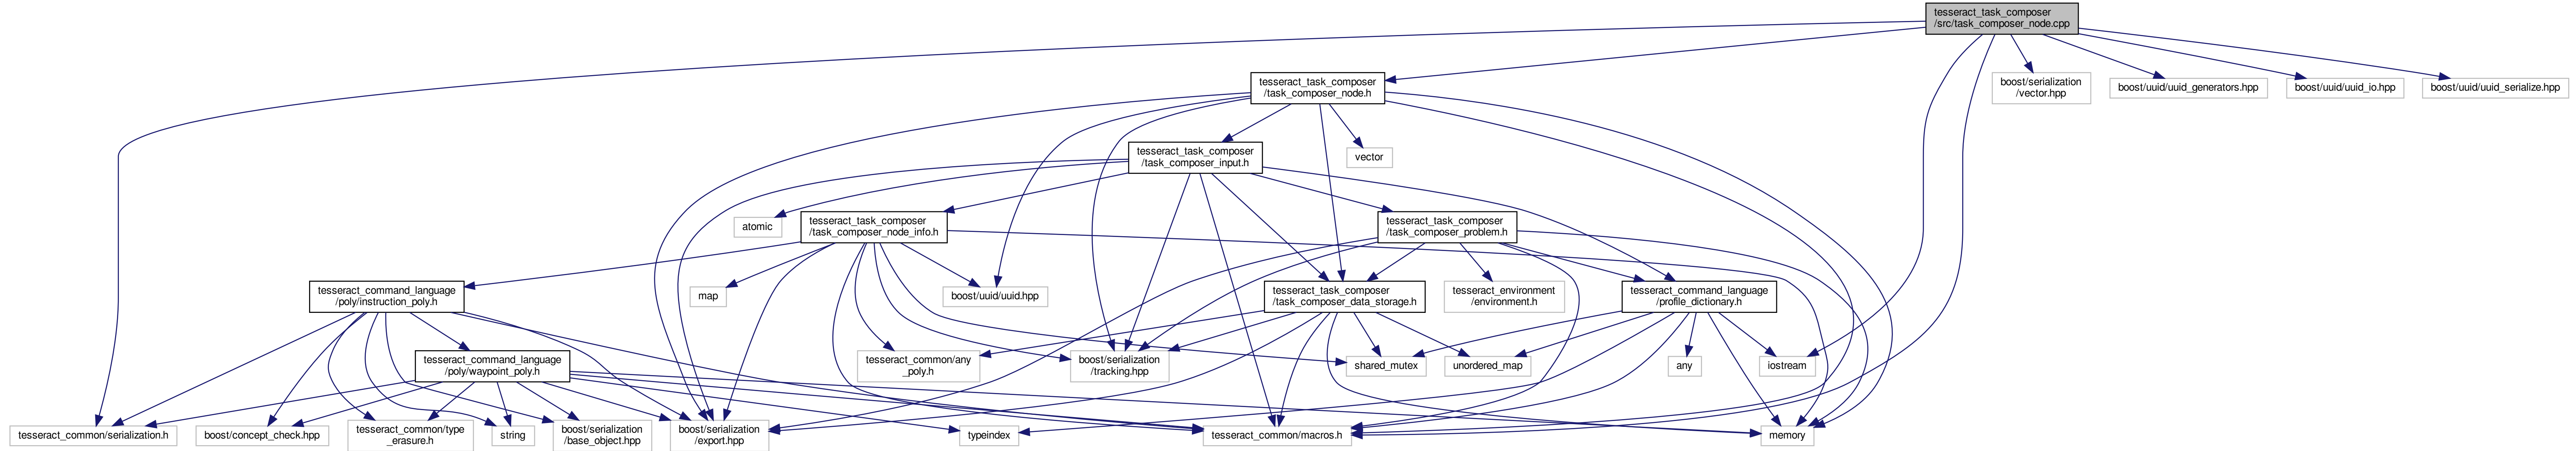 tesseract_task_composer
/src/task_composer_node.cpp
tesseract_task_composer
/task_composer_node.h
boost/serialization
/vector.hpp
boost/uuid/uuid_generators.hpp
boost/uuid/uuid_io.hpp
boost/uuid/uuid_serialize.hpp
tesseract_task_composer
/task_composer_input.h
vector
atomic
tesseract_task_composer
/task_composer_node_info.h
tesseract_task_composer
/task_composer_problem.h
tesseract_command_language
/poly/instruction_poly.h
map
boost/uuid/uuid.hpp
tesseract_task_composer
/task_composer_data_storage.h
tesseract_environment
/environment.h
tesseract_command_language
/profile_dictionary.h
tesseract_command_language
/poly/waypoint_poly.h
tesseract_common/any
_poly.h
boost/serialization
/tracking.hpp
shared_mutex
unordered_map
any
iostream
tesseract_common/serialization.h
boost/concept_check.hpp
tesseract_common/type
_erasure.h
string
boost/serialization
/base_object.hpp
boost/serialization
/export.hpp
typeindex
tesseract_common/macros.h
memory